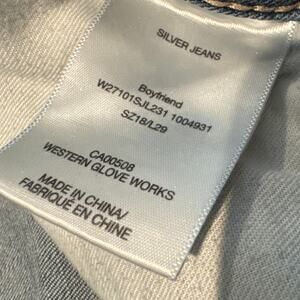 SILVER JEANS
Boyfriend
W27101SJL231 1004931
SZ18/L29
CA00508
WESTERN GLOVE WORKS
MADE IN CHINA/
FABRIQUÉ EN CHINE